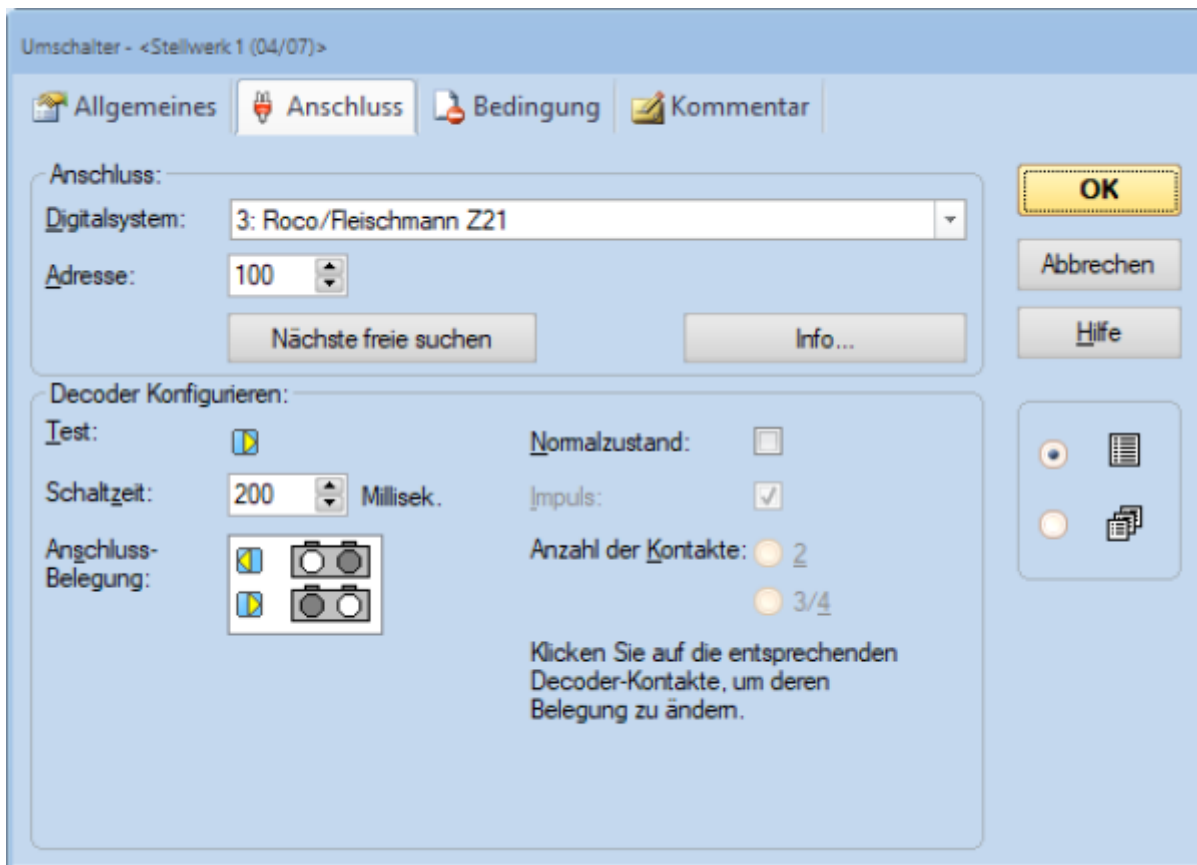 Umschalter - <Stellwerk 1 (04/07)>
Allgemeines Anschluss Bedingung Kommentar
Anschluss:
Digitalsystem: 3: Roco/Fleischmann Z21
Adresse: 100
Nächste freie suchen Info...
OK
Abbrechen
Hilfe
Decoder Konfigurieren:
Test: Normalzustand:
Schaltzeit: 200 Millisek. Impuls:
Anschluss-
Belegung:
Anzahl der Kontakte: 2
3/4
Klicken Sie auf die entsprechenden
Decoder-Kontakte, um deren
Belegung zu ändern.